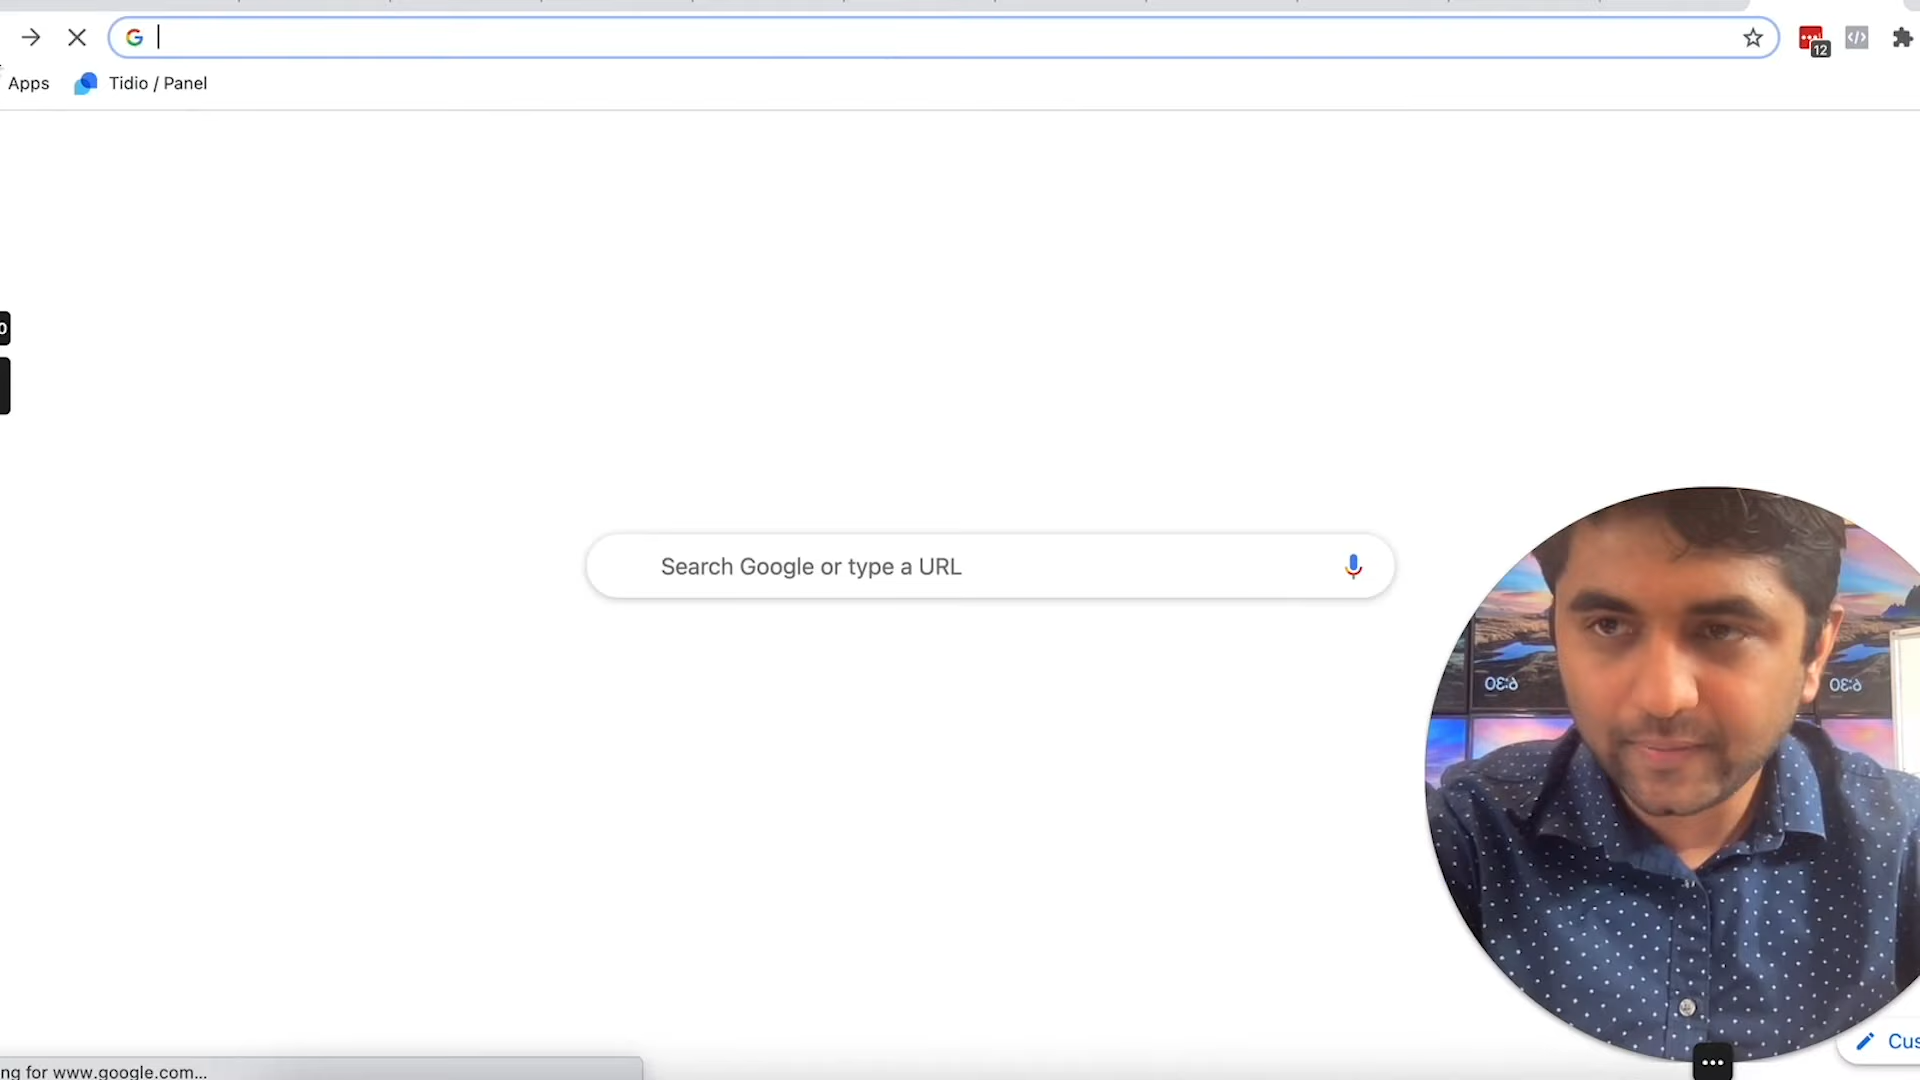 12
Apps
Tidio / Panel
Search Google or type a URL
6:30
6:30
Cus
ng for www.google.com...